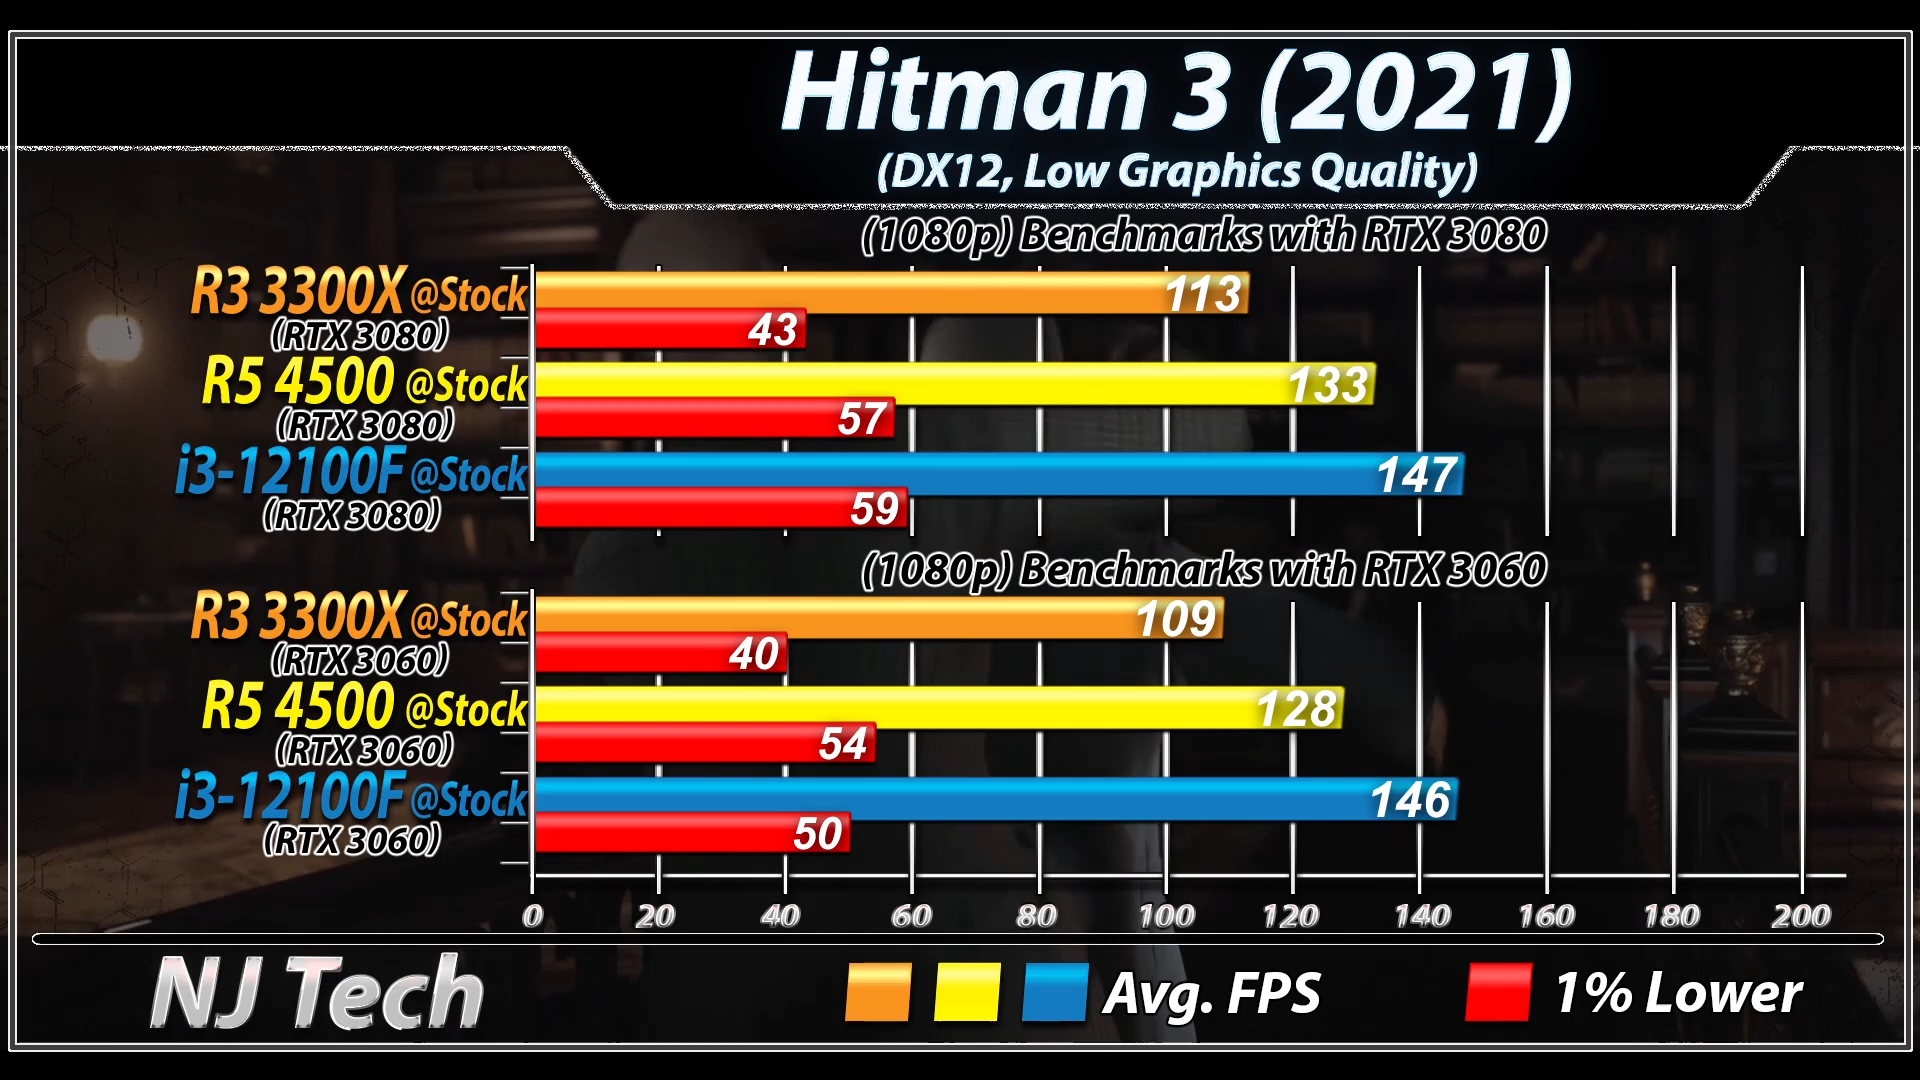 Hitman 3 (2021)
(DX12, Low Graphics Quality)
(1080p) Benchmarks with RTX 3080
R3 3300X @Stock
113
(RTX 3080)
43
R5 4500 @Stock
133
(RTX 3080)
57
i3-12100F @Stock
147
(RTX 3080)
59
(1080p) Benchmarks with RTX 3060
R3 3300X @Stock
109
(RTX 3060)
40
R5 4500 @Stock
128
(RTX 3060)
54
i3-12100F @Stock
146
(RTX 3060)
50
0 20 40 60 80 100 120 140 160 180 200
NJ Tech
Avg. FPS
1% Lower